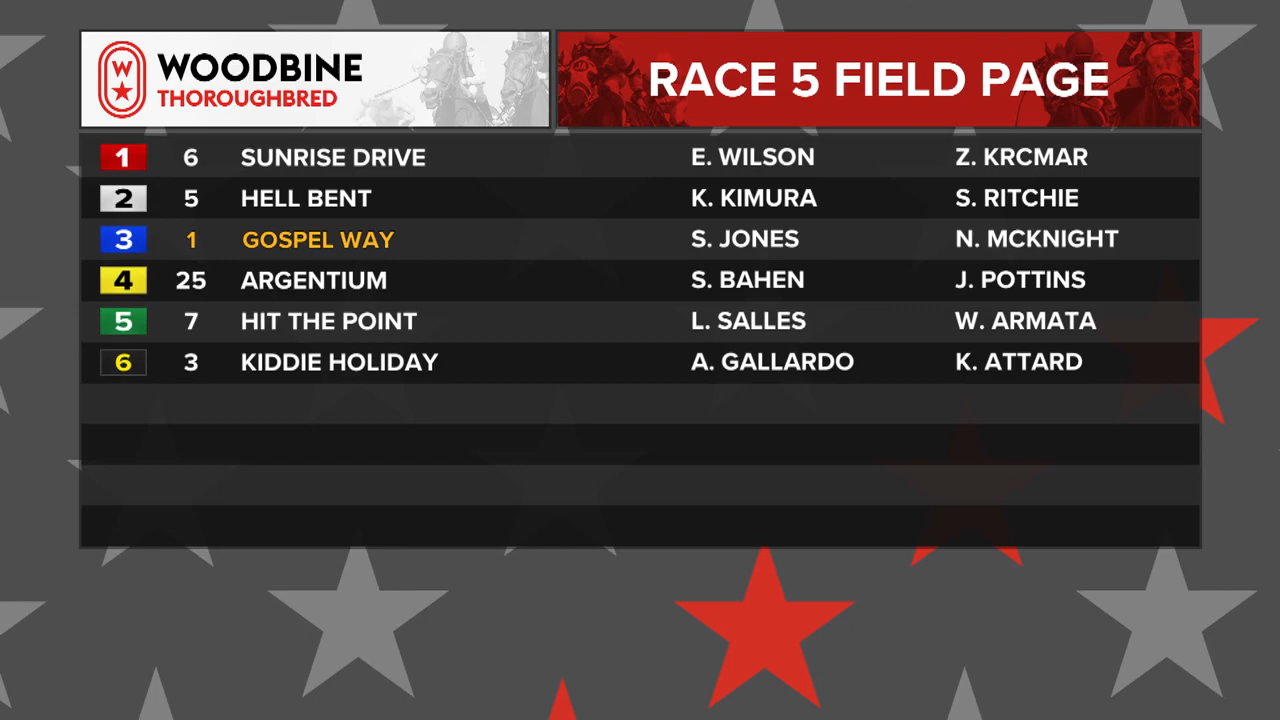 W
WOODBINE
THOROUGHBRED
RACE 5 FIELD PAGE
1 6 SUNRISE DRIVE E. WILSON Z. KRCMAR
2 5 HELL BENT K. KIMURA S. RITCHIE
3 1 GOSPEL WAY S. JONES N. MCKNIGHT
4 25 ARGENTIUM S. BAHEN J. POTTINS
5 7 HIT THE POINT L. SALLES W. ARMATA
6 3 KIDDIE HOLIDAY A. GALLARDO K. ATTARD